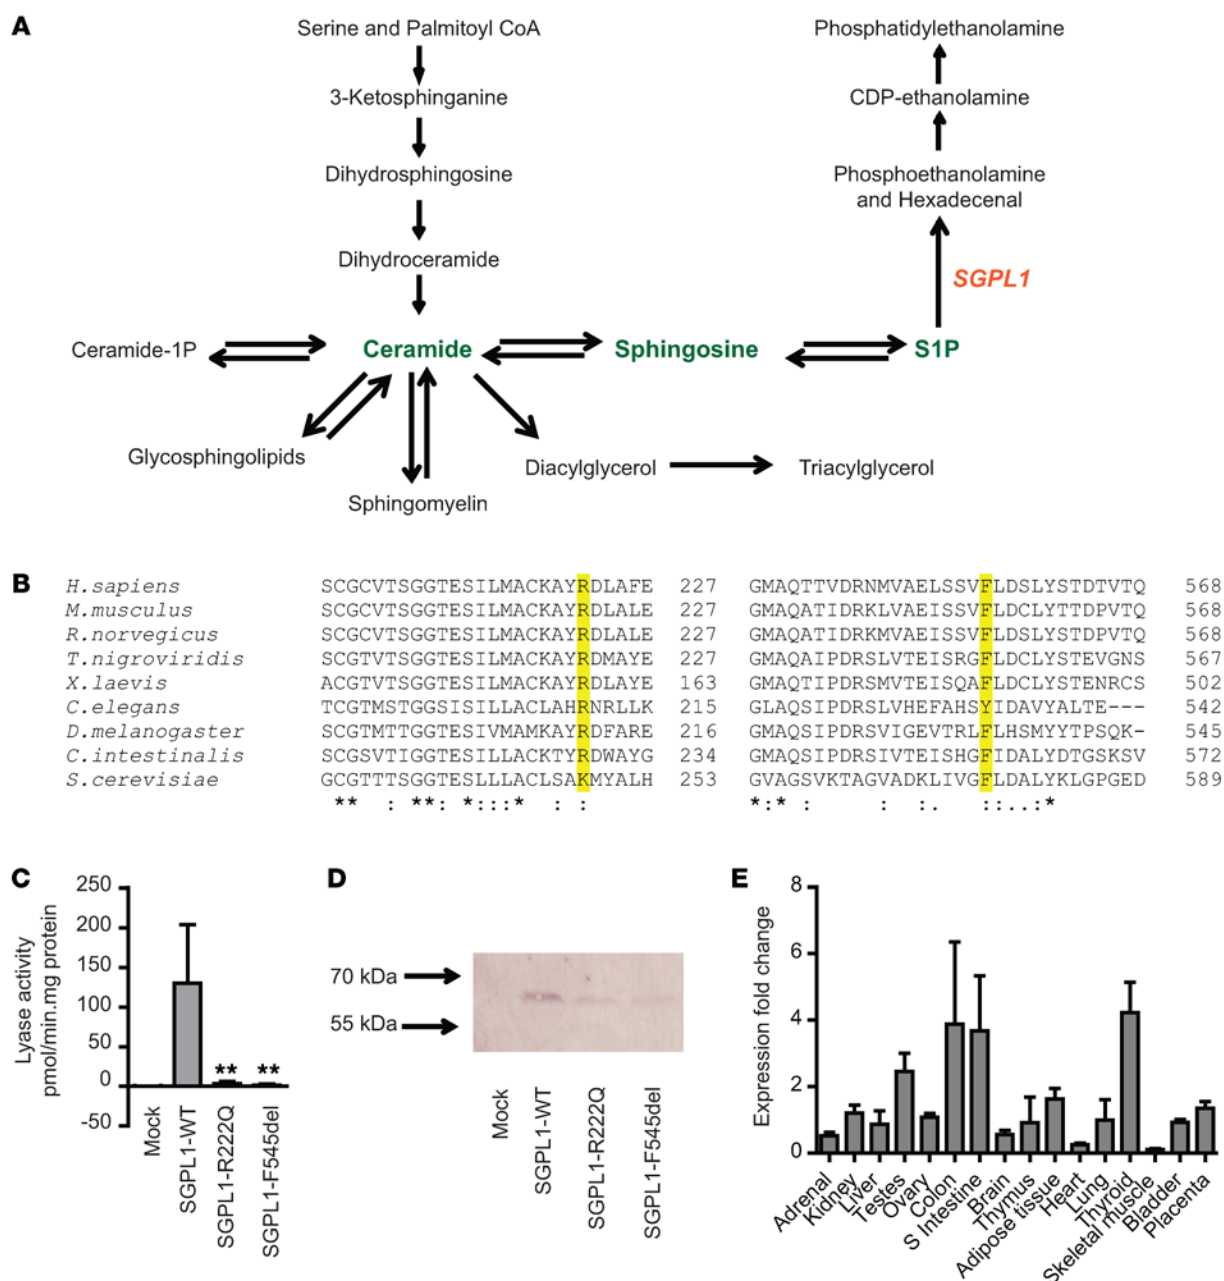 A
Serine and Palmitoyl CoA
3-Ketosphinganine
Dihydrosphingosine
Dihydroceramide
Ceramide-1P
Ceramide
Sphingosine
S1P
Glycosphingolipids
Sphingomyelin
Diacylglycerol
Triacylglycerol
Phosphatidylethanolamine
CDP-ethanolamine
Phosphoethanolamine
and Hexadecenal
SGPL1
B
H.sapiens SCGCVTSGGTESILMACKAYRDLAFE 227 GMAQTTVDRNMVAELSSVFLDSLYSTDTVTQ 568
M.musculus SCGCVTSGGTESILMACKAYRDLALE 227 GMAQATIDRKLVAEISSVFLDCLYTTDPVTQ 568
R.norvegicus SCGCVTSGGTESILMACKAYRDLALE 227 GMAQATIDRKMVAEISSVFLDSLYSTDPVTQ 568
T.nigroviridis SCGTVTSGGTESILMACKAYRDMAYE 227 GMAQAIPDRSLVTEISRGFLDCLYSTEVGNS 567
X.laevis ACGTVTSGGTESILMACKAYRDLAYE 163 GMAQTIPDRSMVTEISQAFLDCLYSTENRCS 502
C.elegans TCGTMSTGGSISILLACLAHRNRLLK 215 GLAQSIPDRSLVHEFAHSYIDAVYALTE--- 542
D.melanogaster SCGTMTTGGTESIVMAMKAYRDFARE 216 GMAQSIPDRSVIGEVTRLFLHSMYYTPSQK- 545
C.intestinalis SCGSVTIGGTESILMACKTYRDWAYG 234 GMAQSIPDRSIVTEISHGFIDALYDTGSKSV 572
S.cerevisiae GCGTTTSGGTESLLLACLSAKMYALH 253 GVAGSVKTAGVADKLIVGFLDALYKLGPGED 589
** : ** *:::* : : *:* : : :. ::..:*
C
Lyase activity
pmol/min.mg protein
250
200
150
100
50
0
-50
** **
Mock
SGPL1-WT
SGPL1-R222Q
SGPL1-F545del
D
70 kDa
55 kDa
Mock
SGPL1-WT
SGPL1-R222Q
SGPL1-F545del
E
Expression fold change
8
6
4
2
0
Adrenal
Kidney
Liver
Testes
Ovary
Colon
S Intestine
Brain
Thymus
Adipose tissue
Heart
Lung
Thyroid
Skeletal muscle
Bladder
Placenta